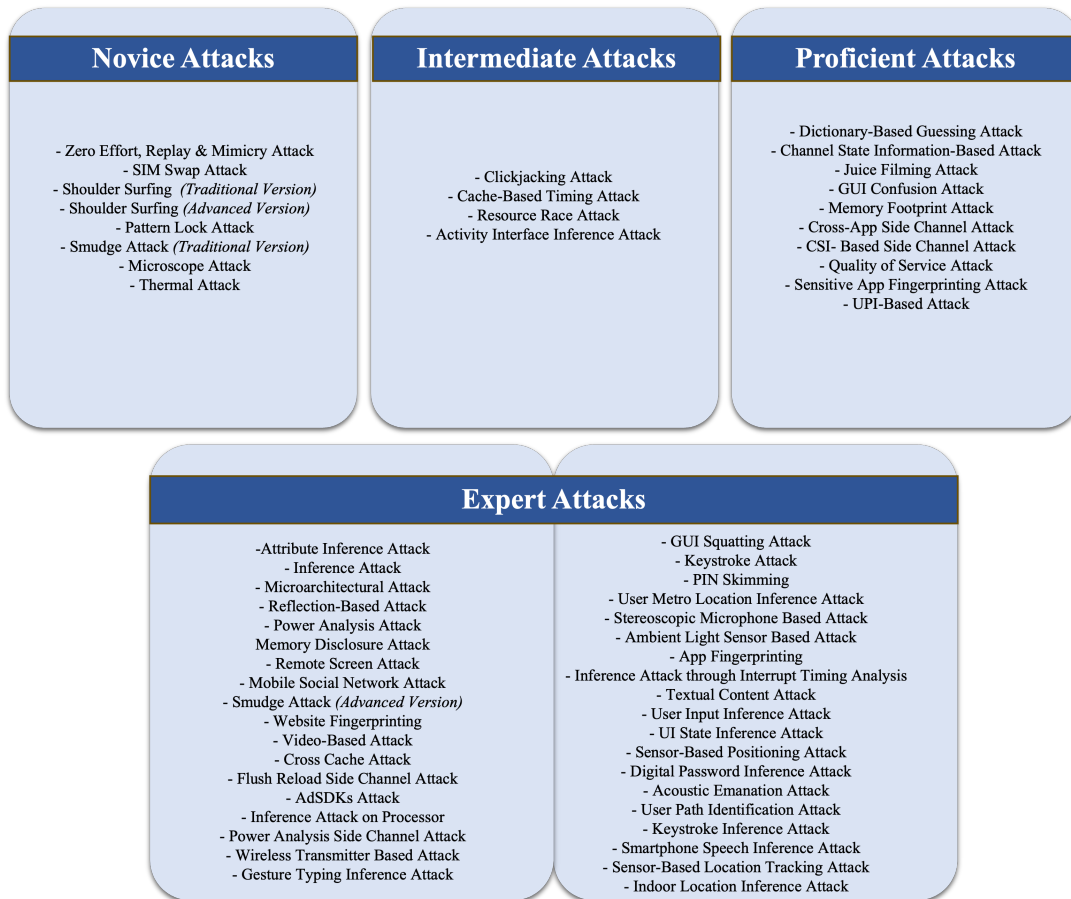 Novice Attacks
- Zero Effort, Replay & Mimicry Attack
- SIM Swap Attack
- Shoulder Surfing (Traditional Version)
- Shoulder Surfing (Advanced Version)
- Pattern Lock Attack
- Smudge Attack (Traditional Version)
- Microscope Attack
- Thermal Attack
Intermediate Attacks
- Clickjacking Attack
- Cache-Based Timing Attack
- Resource Race Attack
- Activity Interface Inference Attack
Proficient Attacks
- Dictionary-Based Guessing Attack
- Channel State Information-Based Attack
- Juice Filming Attack
- GUI Confusion Attack
- Memory Footprint Attack
- Cross-App Side Channel Attack
- CSI- Based Side Channel Attack
- Quality of Service Attack
- Sensitive App Fingerprinting Attack
- UPI-Based Attack
Expert Attacks
-Attribute Inference Attack
- Inference Attack
- Microarchitectural Attack
- Reflection-Based Attack
- Power Analysis Attack
Memory Disclosure Attack
- Remote Screen Attack
- Mobile Social Network Attack
- Smudge Attack (Advanced Version)
- Website Fingerprinting
- Video-Based Attack
- Cross Cache Attack
- Flush Reload Side Channel Attack
- AdSDKs Attack
- Inference Attack on Processor
- Power Analysis Side Channel Attack
- Wireless Transmitter Based Attack
- Gesture Typing Inference Attack
- GUI Squatting Attack
- Keystroke Attack
- PIN Skimming
- User Metro Location Inference Attack
- Stereoscopic Microphone Based Attack
- Ambient Light Sensor Based Attack
- App Fingerprinting
- Inference Attack through Interrupt Timing Analysis
- Textual Content Attack
- User Input Inference Attack
- UI State Inference Attack
- Sensor-Based Positioning Attack
- Digital Password Inference Attack
- Acoustic Emanation Attack
- User Path Identification Attack
- Keystroke Inference Attack
- Smartphone Speech Inference Attack
- Sensor-Based Location Tracking Attack
- Indoor Location Inference Attack